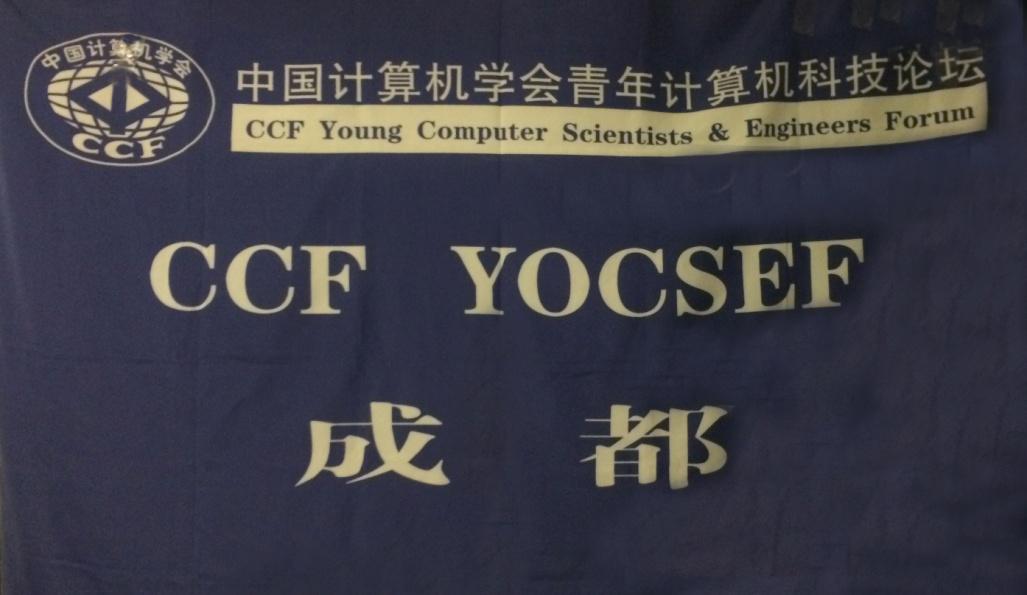 中国计算机学会
CCF
中国计算机学会青年计算机科技论坛
CCF Young Computer Scientists & Engineers Forum
CCF YOCSEF
成都